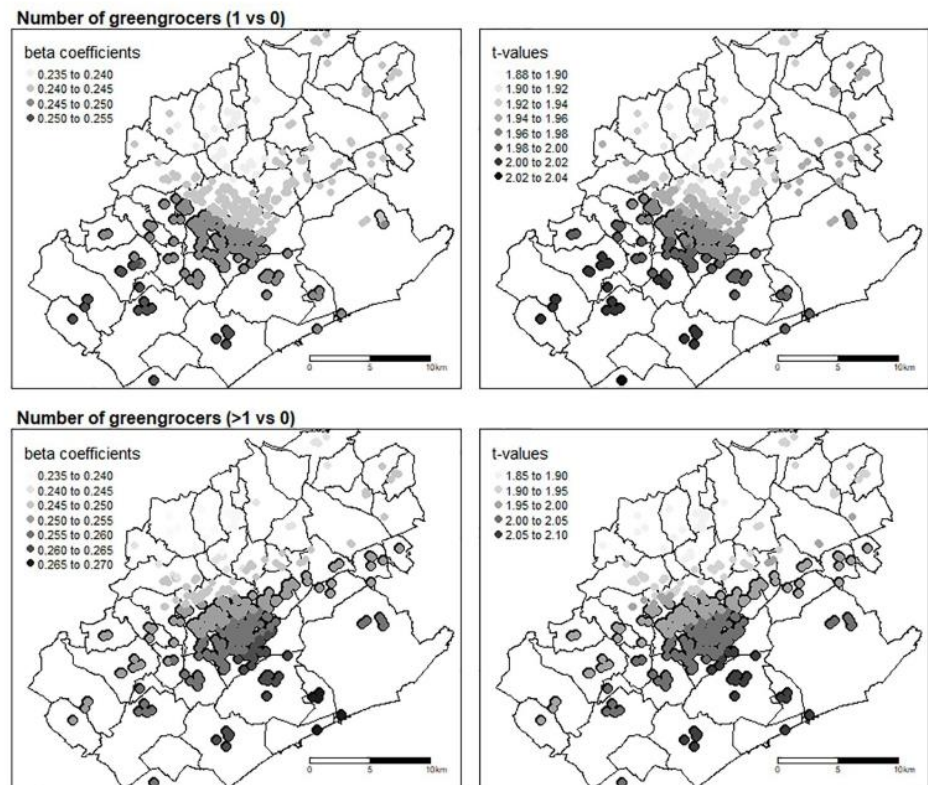 Number of greengrocers (1 vs 0)
beta coefficients
0.235 to 0.240
0.240 to 0.245
0.245 to 0.250
0.250 to 0.255
0 5 10km
t-values
1.88 to 1.90
1.90 to 1.92
1.92 to 1.94
1.94 to 1.96
1.96 to 1.98
1.98 to 2.00
2.00 to 2.02
2.02 to 2.04
0 5 10km
Number of greengrocers (>1 vs 0)
beta coefficients
0.235 to 0.240
0.240 to 0.245
0.245 to 0.250
0.250 to 0.255
0.255 to 0.260
0.260 to 0.265
0.265 to 0.270
0 5 10km
t-values
1.85 to 1.90
1.90 to 1.95
1.95 to 2.00
2.00 to 2.05
2.05 to 2.10
0 5 10km